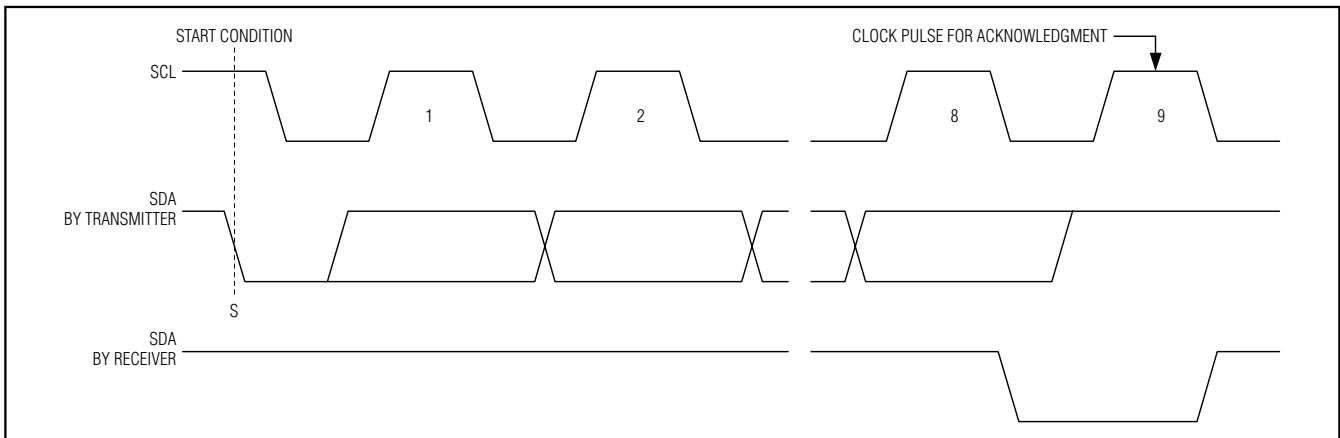 START CONDITION
CLOCK PULSE FOR ACKNOWLEDGMENT
SCL
1
2
8
9
SDA
BY TRANSMITTER
S
SDA
BY RECEIVER